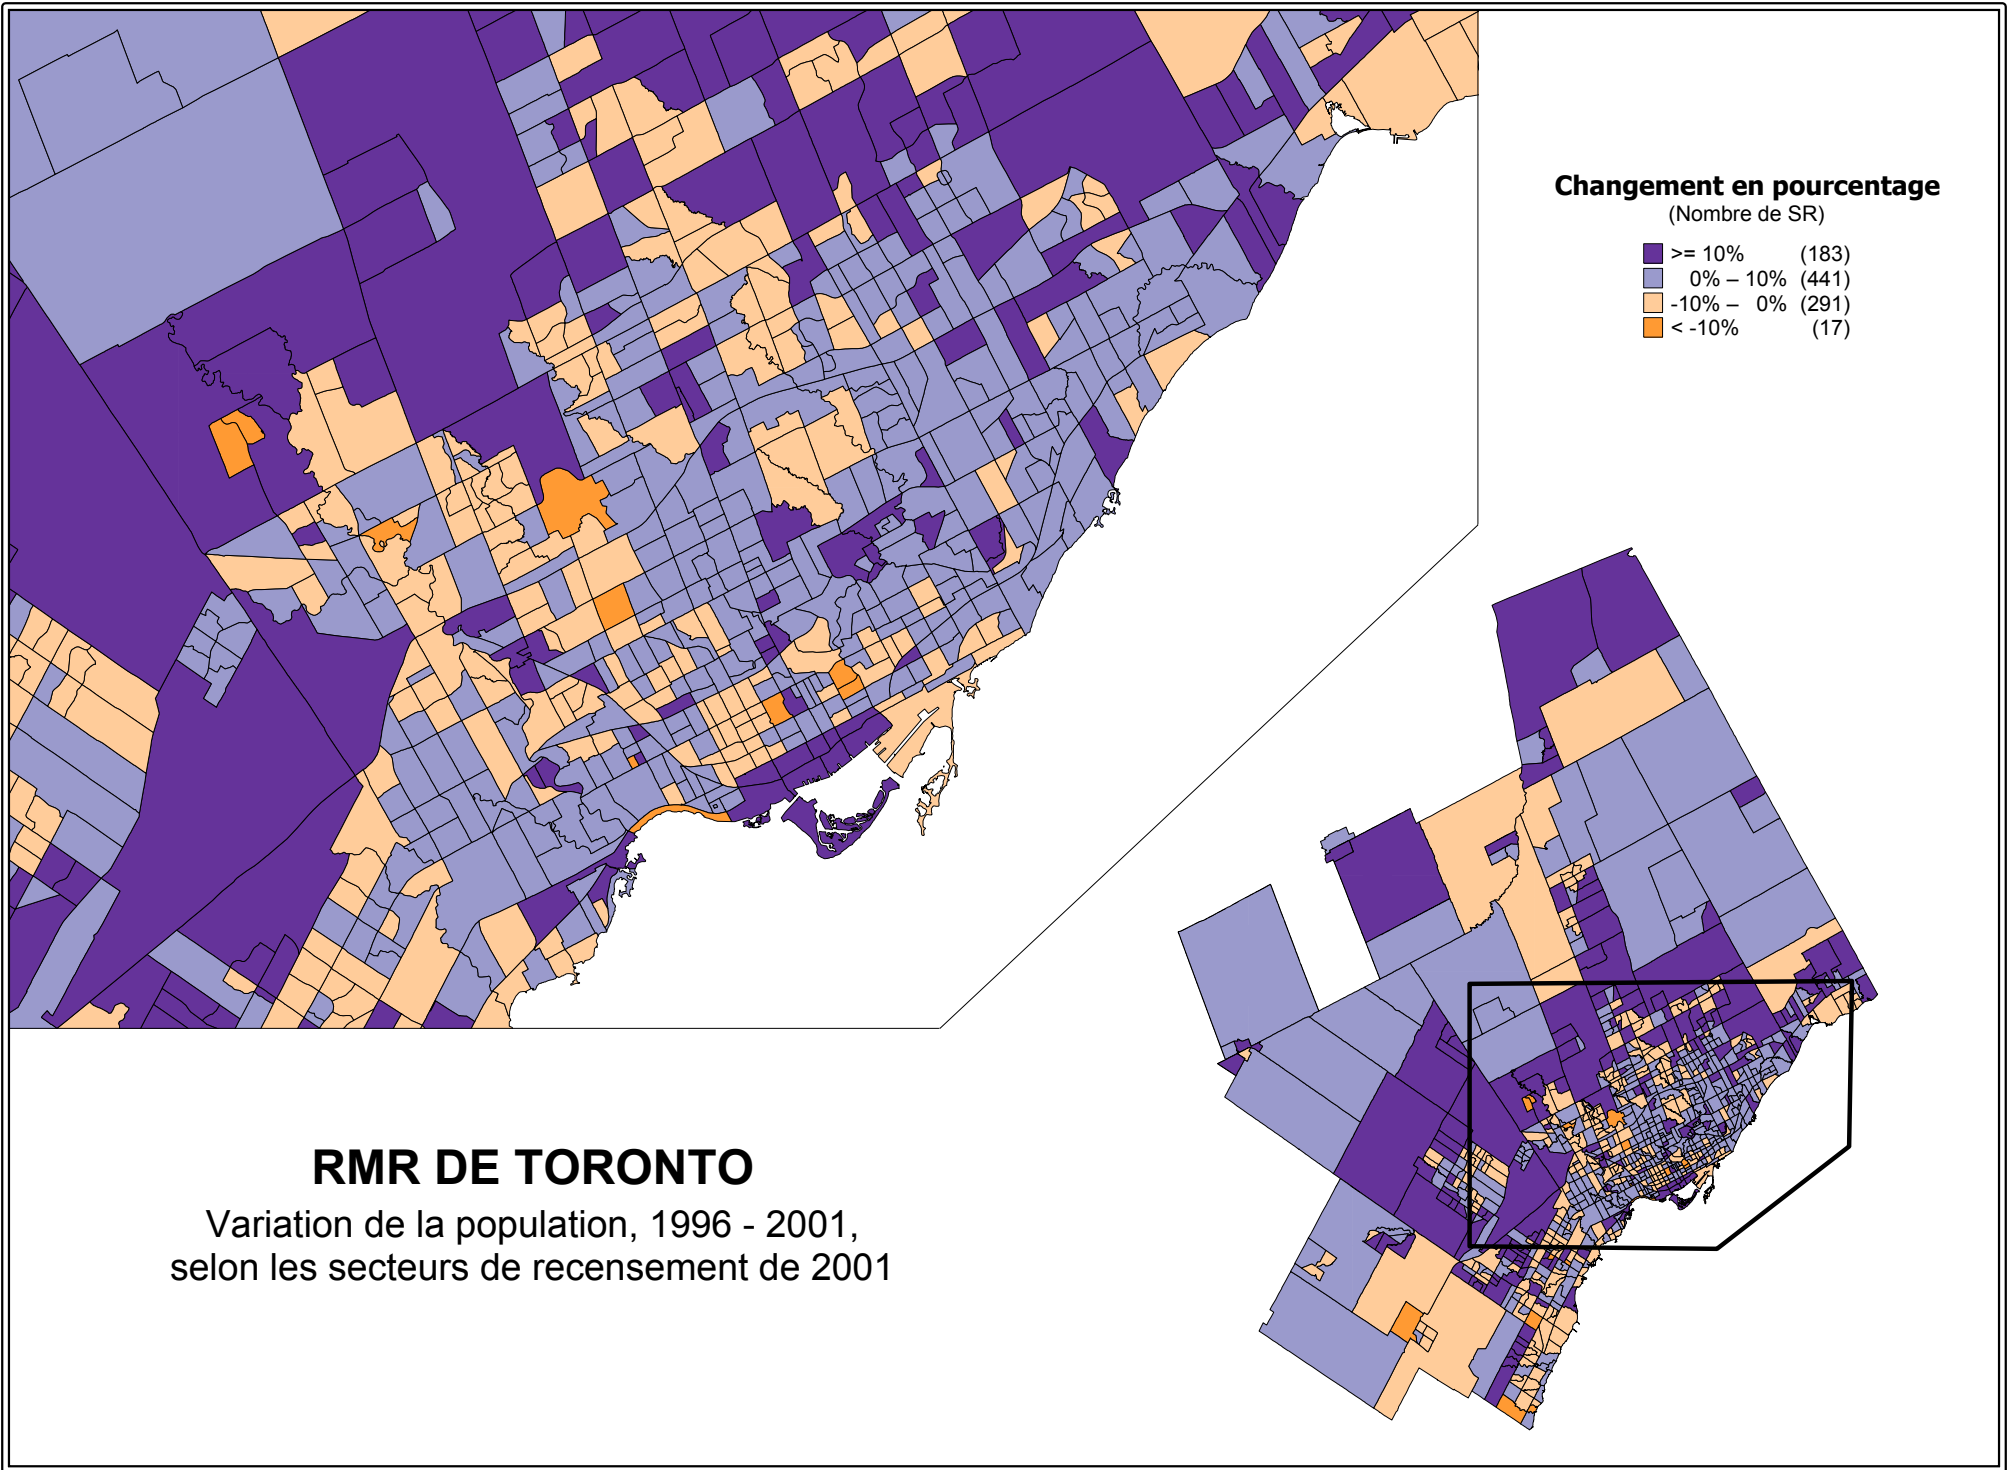 Changement en pourcentage
(Nombre de SR)
>= 10% (183)
0% – 10% (441)
-10% – 0% (291)
< -10% (17)
RMR DE TORONTO
Variation de la population, 1996 - 2001,
selon les secteurs de recensement de 2001